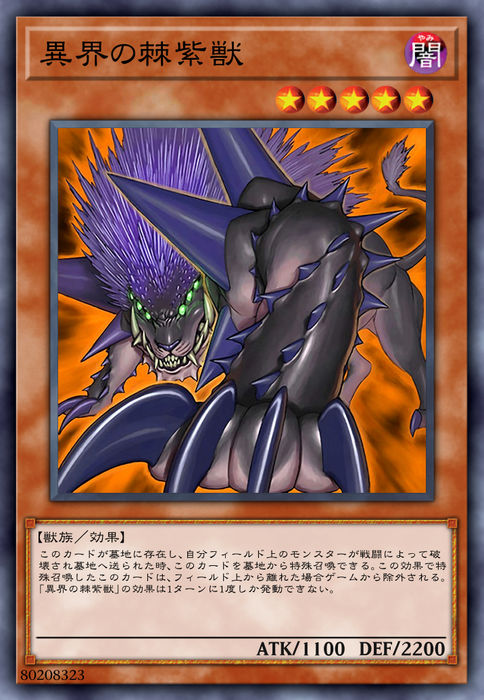 異界の棘紫獣
やみ
闇
【獣族／効果】
このカードが墓地に存在し、自分フィールド上のモンスターが戦闘によって破
壊され墓地へ送られた時、このカードを墓地から特殊召喚できる。この効果で特
殊召喚したこのカードは、フィールド上から離れた場合ゲームから除外される。
「異界の棘紫獣」の効果は1ターンに1度しか発動できない。
ATK/1100 DEF/2200
80208323